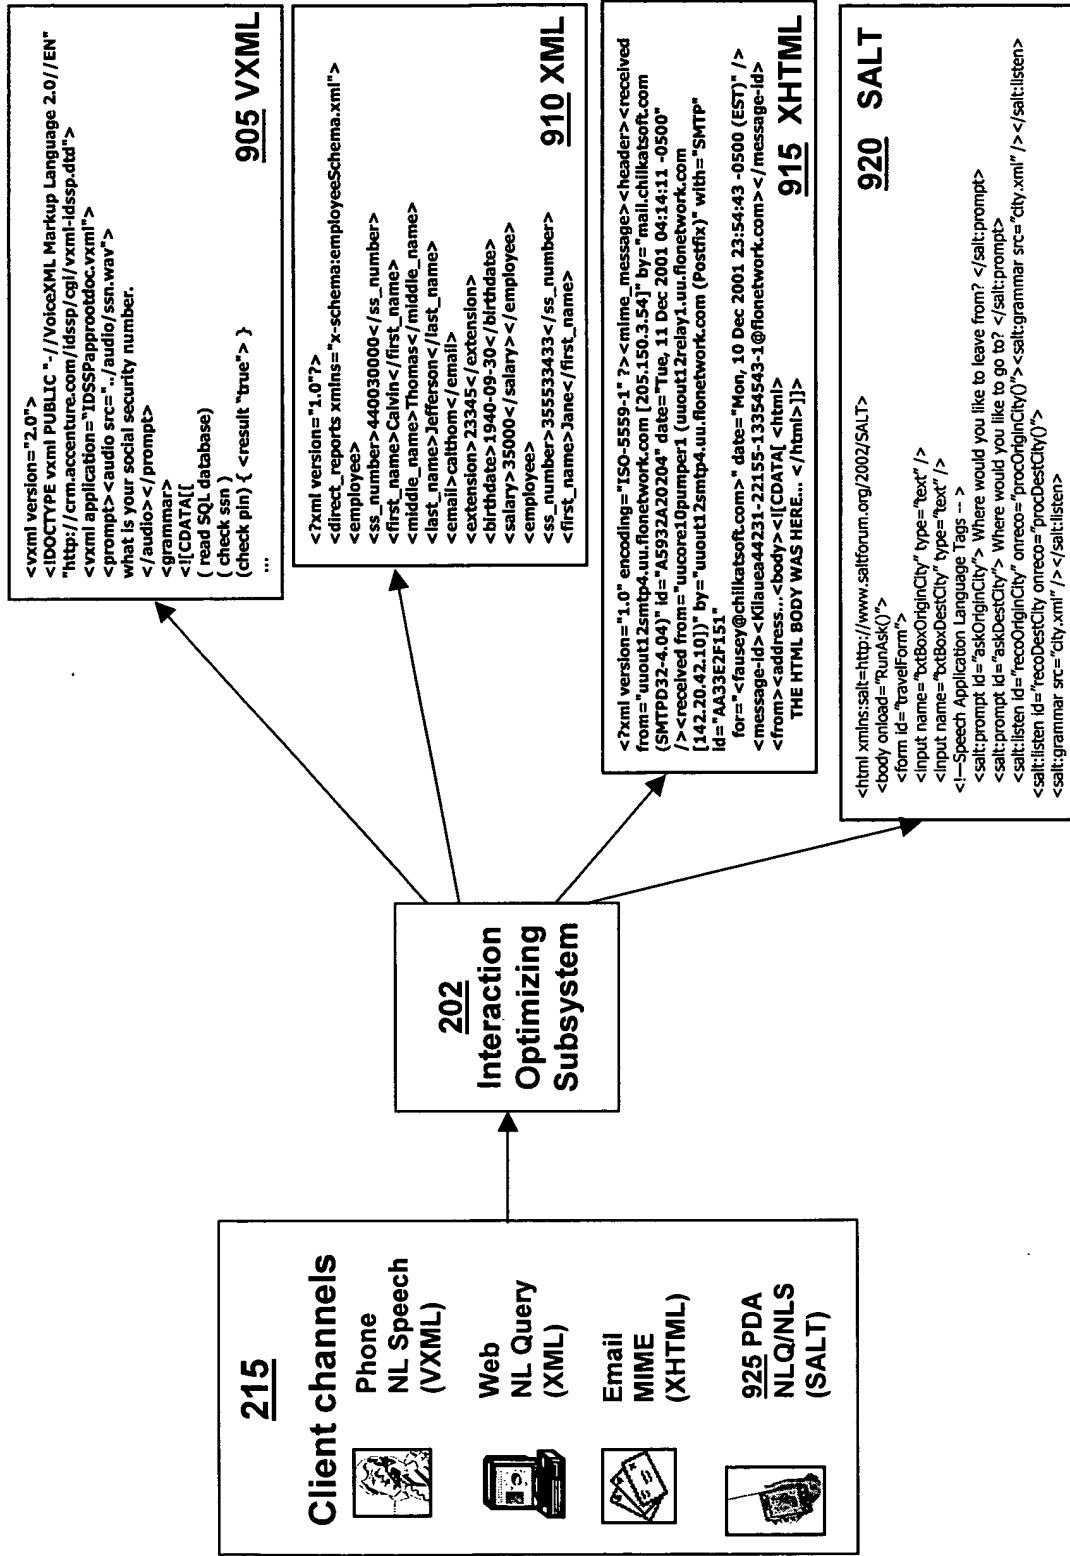 215
Client channels
Phone
NL Speech
(VXML)
Web
NL Query
(XML)
Email
MIME
(XHTML)
925 PDA
NLQ/NLS
(SALT)
202
Interaction
Optimizing
Subsystem
<vxml version="2.0">
<!DOCTYPE vxml PUBLIC "-//VoiceXML Markup Language 2.0//EN"
"http://crm.accenture.com/idssp/cgi/vxml-idssp.dtd">
<vxml application="IDSSPapprootdoc.vxml">
<prompt><audio src="../audio/ssn.wav">
what is your social security number.
</audio></prompt>
<grammar>
<![CDATA[[
( read SQL database)
( check ssn )
(check pin) { <result "true"> }
...
905 VXML
<?xml version="1.0"?>
<direct_reports xmlns="x-schema:employeeSchema.xml">
<employee>
<ss_number>440030000</ss_number>
<first_name>Calvin</first_name>
<middle_name>Thomas</middle_name>
<last_name>Jefferson</last_name>
<email>calthom</email>
<extension>23345</extension>
<birthdate>1940-09-30</birthdate>
<salary>35000</salary></employee>
<employee>
<ss_number>355533433</ss_number>
<first_name>Jane</first_name>
910 XML
<?xml version="1.0" encoding="ISO-5559-1" ?><mime_message><header><received
from="uuout12smtp4.uu.flonetwork.com [205.150.3.54]" by="mail.chilkatsoft.com
(SMTPD32-4.04)" id="A5932A20204" date="Tue, 11 Dec 2001 04:14:11 -0500"
/><received from="uucore10pumper1 (uuout12relay1.uu.flonetwork.com
[142.20.42.10])" by="uuout12smtp4.uu.flonetwork.com (Postfix)" with="SMTP"
id="AA33E2F151"
for="<fausey@chilkatsoft.com>" date="Mon, 10 Dec 2001 23:54:43 -0500 (EST)" />
<message-id><Kilauea44231-22155-13354543-1@flonetwork.com></message-id>
<from><address...<body><![CDATA[ <html>
THE HTML BODY WAS HERE... </html>]]>
915 XHTML
<html xmlns:salt=http://www.saltforum.org/2002/SALT>
<body onload="RunAsk()">
<form id="travelForm">
<input name="txtBoxOriginCity" type="text" />
<input name="txtBoxDestCity" type="text" />
<!—Speech Application Language Tags -- >
<salt:prompt id="askOriginCity"> Where would you like to leave from? </salt:prompt>
<salt:prompt id="askDestCity"> Where would you like to go to? </salt:prompt>
<salt:listen id="recoOriginCity" onreco="procOriginCity()"><salt:grammar src="city.xml" /></salt:listen>
<salt:listen id="recoDestCity onreco="procDestCity()">
<salt:grammar src="city.xml" /></salt:listen>
920 SALT